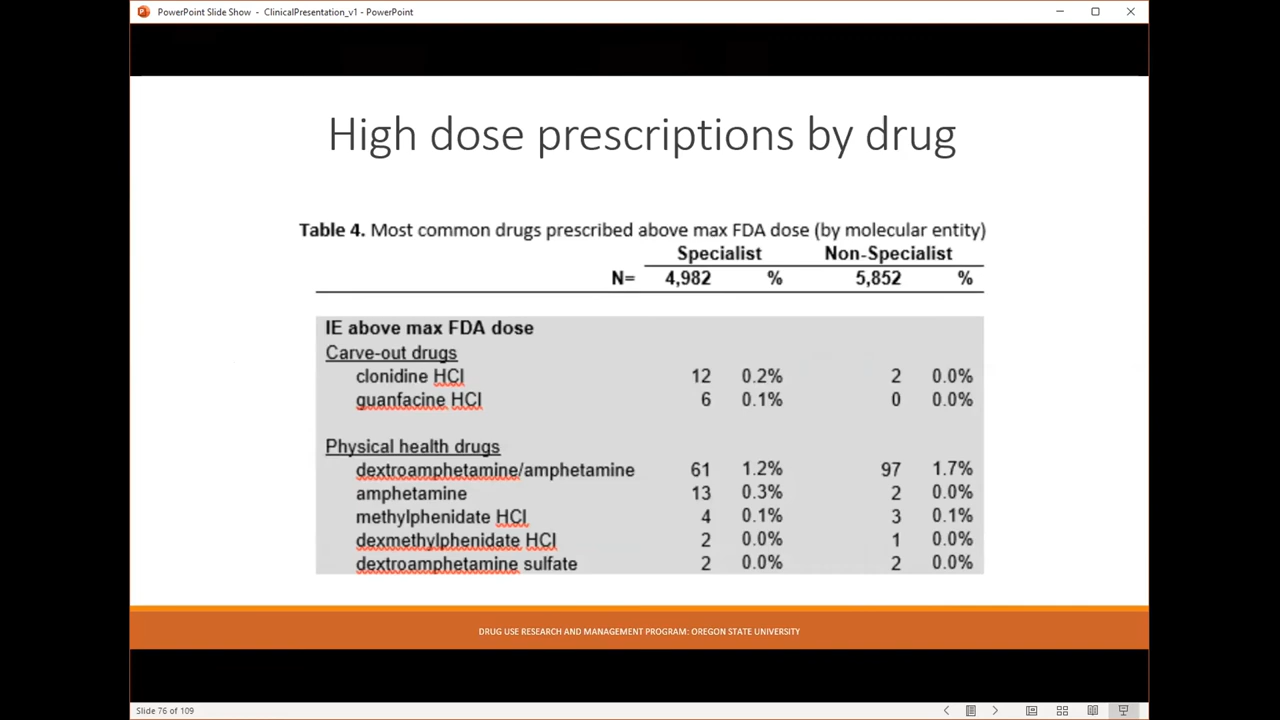 PowerPoint Slide Show - ClinicalPresentation_v1 - PowerPoint
High dose prescriptions by drug
Table 4. Most common drugs prescribed above max FDA dose (by molecular entity)
Specialist Non-Specialist
N= 4,982 % 5,852 %
IE above max FDA dose
Carve-out drugs
clonidine HCl 12 0.2% 2 0.0%
guanfacine HCl 6 0.1% 0 0.0%
Physical health drugs
dextroamphetamine/amphetamine 61 1.2% 97 1.7%
amphetamine 13 0.3% 2 0.0%
methylphenidate HCl 4 0.1% 3 0.1%
dexmethylphenidate HCl 2 0.0% 1 0.0%
dextroamphetamine sulfate 2 0.0% 2 0.0%
DRUG USE RESEARCH AND MANAGEMENT PROGRAM: OREGON STATE UNIVERSITY
Slide 76 of 109